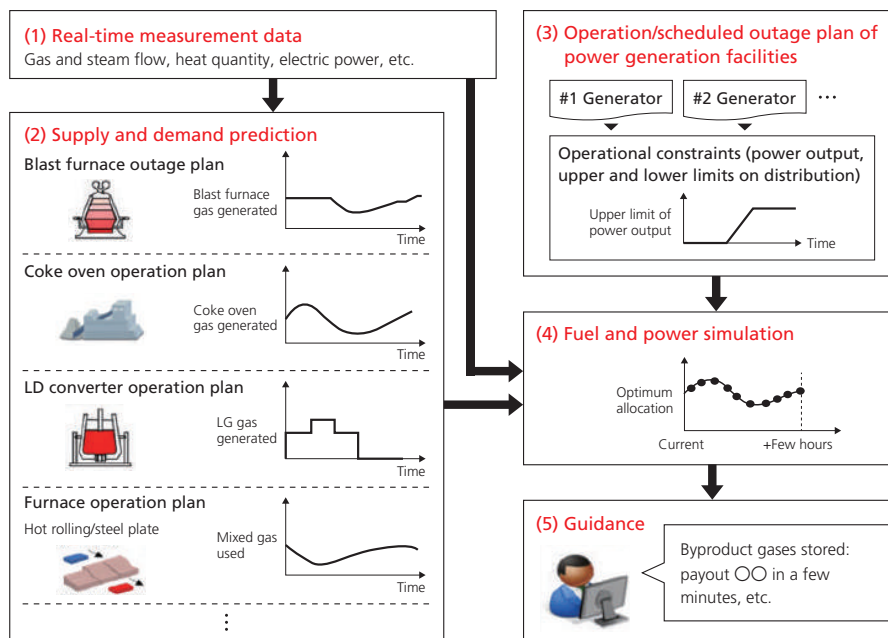 (1) Real-time measurement data
Gas and steam flow, heat quantity, electric power, etc.
(2) Supply and demand prediction
Blast furnace outage plan
Blast furnace
gas generated
Time
Coke oven operation plan
Coke oven
gas generated
Time
LD converter operation plan
LG gas
generated
Time
Furnace operation plan
Hot rolling/steel plate
Mixed gas
used
Time
⋮
(3) Operation/scheduled outage plan of
power generation facilities
#1 Generator
#2 Generator
⋯
Operational constraints (power output,
upper and lower limits on distribution)
Upper limit of
power output
Time
(4) Fuel and power simulation
Optimum
allocation
Current
+Few hours
(5) Guidance
Byproduct gases stored:
payout ○○ in a few
minutes, etc.